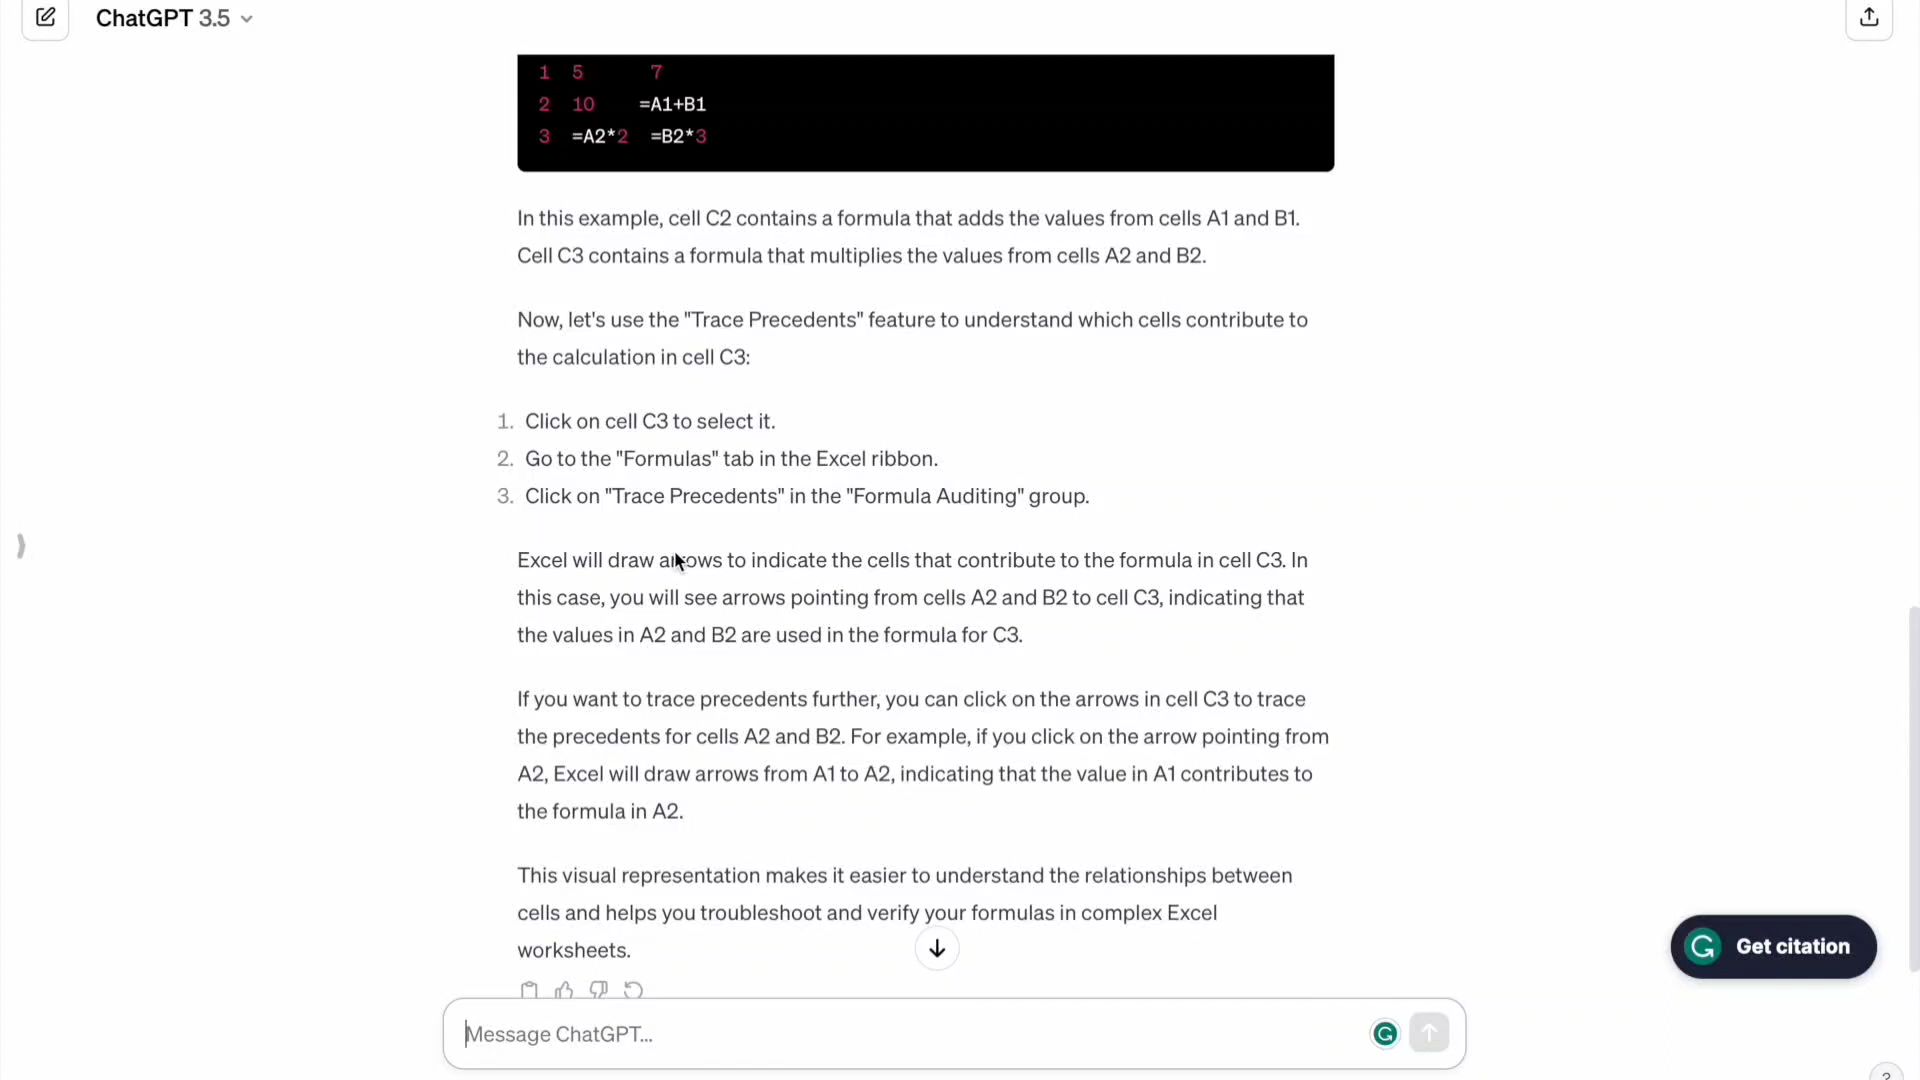 ChatGPT 3.5
1 5 7
2 10 =A1+B1
3 =A2*2 =B2*3
In this example, cell C2 contains a formula that adds the values from cells A1 and B1.
Cell C3 contains a formula that multiplies the values from cells A2 and B2.
Now, let's use the "Trace Precedents" feature to understand which cells contribute to
the calculation in cell C3:
1. Click on cell C3 to select it.
2. Go to the "Formulas" tab in the Excel ribbon.
3. Click on "Trace Precedents" in the "Formula Auditing" group.
Excel will draw arrows to indicate the cells that contribute to the formula in cell C3. In
this case, you will see arrows pointing from cells A2 and B2 to cell C3, indicating that
the values in A2 and B2 are used in the formula for C3.
If you want to trace precedents further, you can click on the arrows in cell C3 to trace
the precedents for cells A2 and B2. For example, if you click on the arrow pointing from
A2, Excel will draw arrows from A1 to A2, indicating that the value in A1 contributes to
the formula in A2.
This visual representation makes it easier to understand the relationships between
cells and helps you troubleshoot and verify your formulas in complex Excel
worksheets.
Get citation
Message ChatGPT...
?